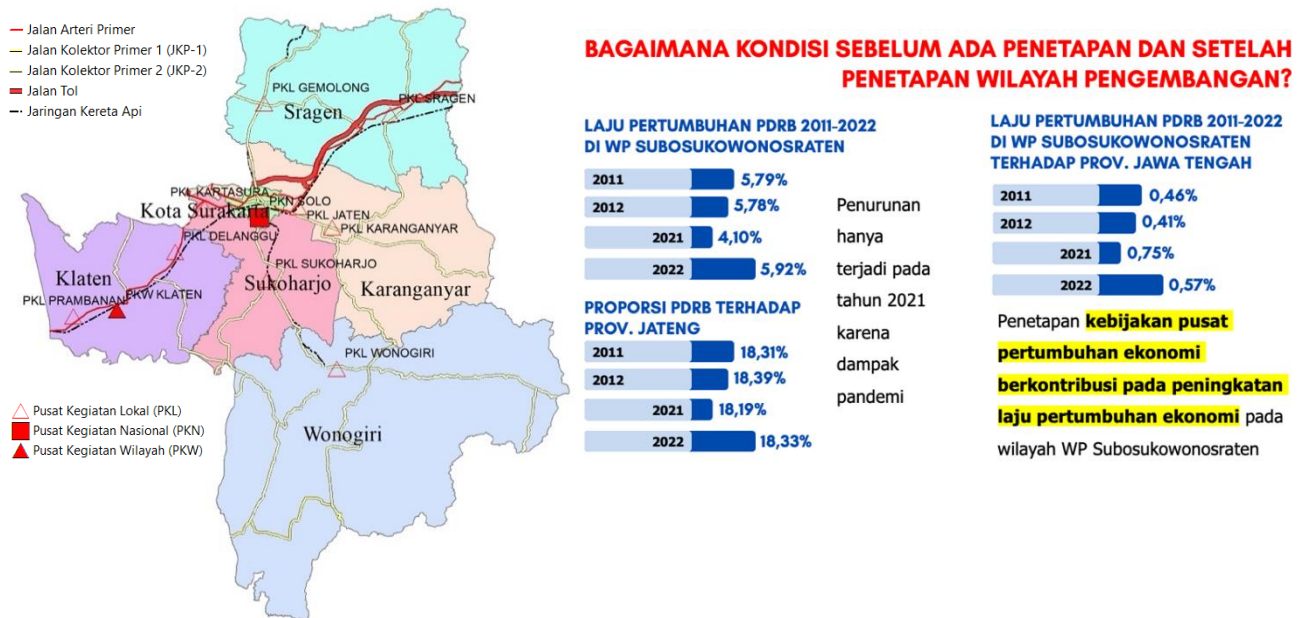 Jalan Arteri Primer
Jalan Kolektor Primer 1 (JKP-1)
Jalan Kolektor Primer 2 (JKP-2)
Jalan Tol
Jaringan Kereta Api
PKL GEMOLONG
Sragen
PKL SRAGEN
PKL KARTASURA
PKN SOLO
Kota Surakarta
PKL JATEN
PKL KARANGANYAR
PKL DELANGGU
PKL SUKOHARJO
Klaten
Sukoharjo
Karanganyar
PKL PRAMBANAN
PKW KLATEN
PKL WONOGIRI
Wonogiri
Pusat Kegiatan Lokal (PKL)
Pusat Kegiatan Nasional (PKN)
Pusat Kegiatan Wilayah (PKW)
BAGAIMANA KONDISI SEBELUM ADA PENETAPAN DAN SETELAH
PENETAPAN WILAYAH PENGEMBANGAN?
LAJU PERTUMBUHAN PDRB 2011-2022
DI WP SUBOSUKOWONOSRATEN
2011 5,79%
2012 5,78%
2021 4,10%
2022 5,92%
PROPORSI PDRB TERHADAP
PROV. JATENG
2011 18,31%
2012 18,39%
2021 18,19%
2022 18,33%
Penurunan
hanya
terjadi pada
tahun 2021
karena
dampak
pandemi
LAJU PERTUMBUHAN PDRB 2011-2022
DI WP SUBOSUKOWONOSRATEN
TERHADAP PROV. JAWA TENGAH
2011 0,46%
2012 0,41%
2021 0,75%
2022 0,57%
Penetapan kebijakan pusat
pertumbuhan ekonomi
berkontribusi pada peningkatan
laju pertumbuhan ekonomi pada
wilayah WP Subosukowonosraten